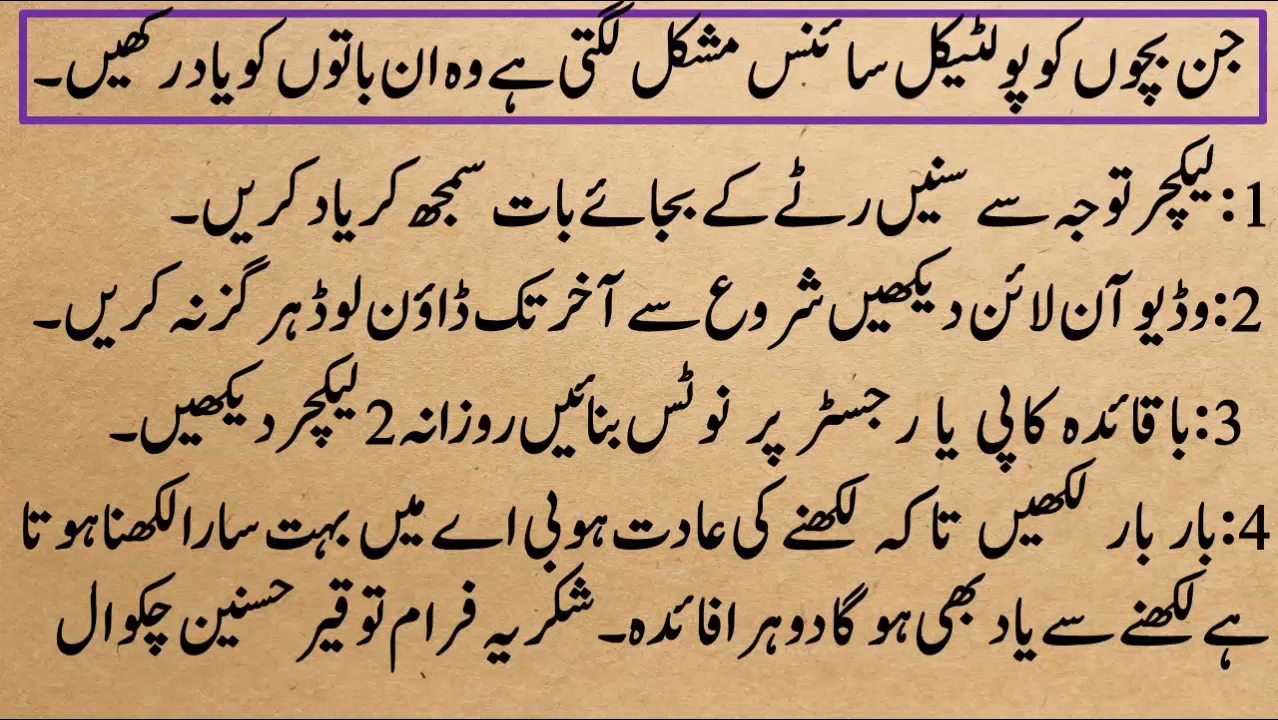 جن بچوں کو پولٹیکل سائنس مشکل لگتی ہے وہ ان باتوں کو یاد رکھیں۔
1:لیکچر توجہ سے سنیں رٹے کے بجائے بات سمجھ کر یاد کریں۔
2:وڈیو آن لائن دیکھیں شروع سے آخر تک ڈاؤن لوڈ ہر گز نہ کریں۔
3:باقائدہ کاپی یا رجسٹر پر نوٹس بنائیں روزانہ 2 لیکچر دیکھیں۔
4:بار بار لکھیں تاکہ لکھنے کی عادت ہو بی اے میں بہت سارا لکھنا ہوتا
ہے لکھنے سے یاد بھی ہو گا دوہرا فائدہ۔ شکریہ فرام توقیر حسنین چکوال